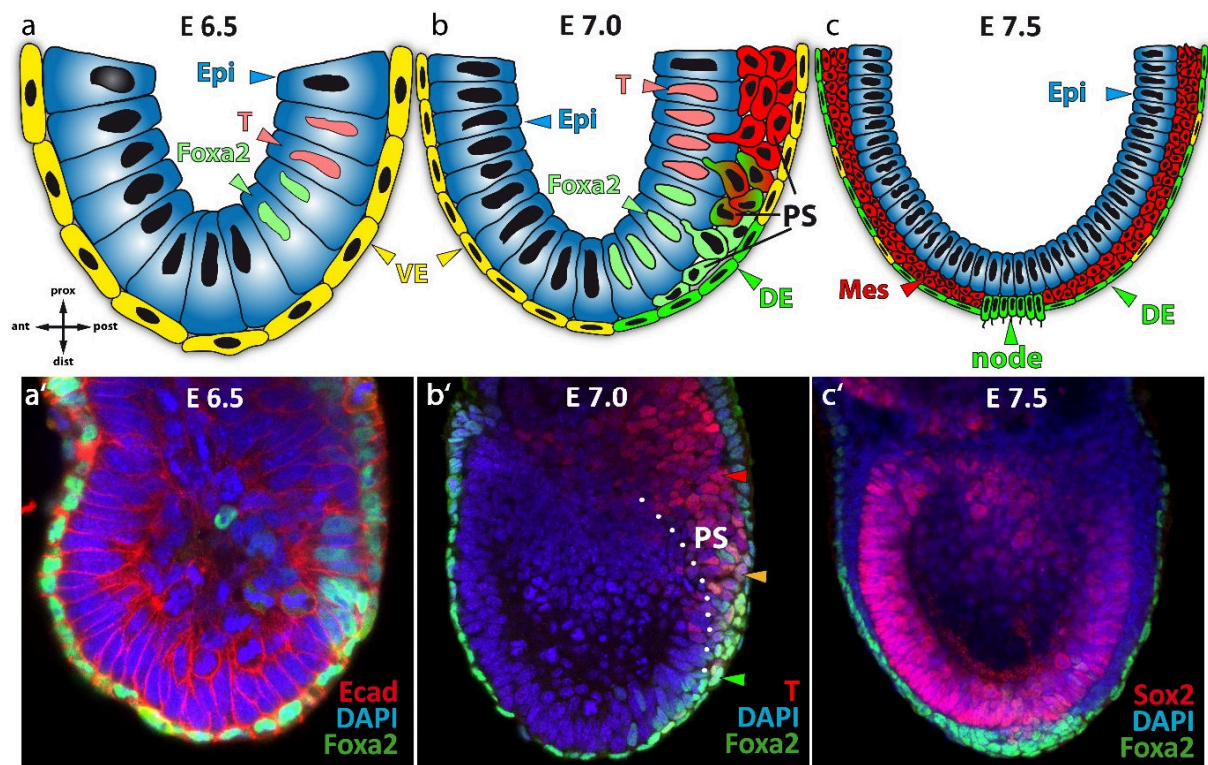 a E 6.5
Epi
T
Foxa2
VE
prox
ant post
dist
b E 7.0
T
Epi
Foxa2
PS
DE
c E 7.5
Epi
Mes
DE
node
a' E 6.5
Ecad
DAPI
Foxa2
b' E 7.0
PS
T
DAPI
Foxa2
c' E 7.5
Sox2
DAPI
Foxa2